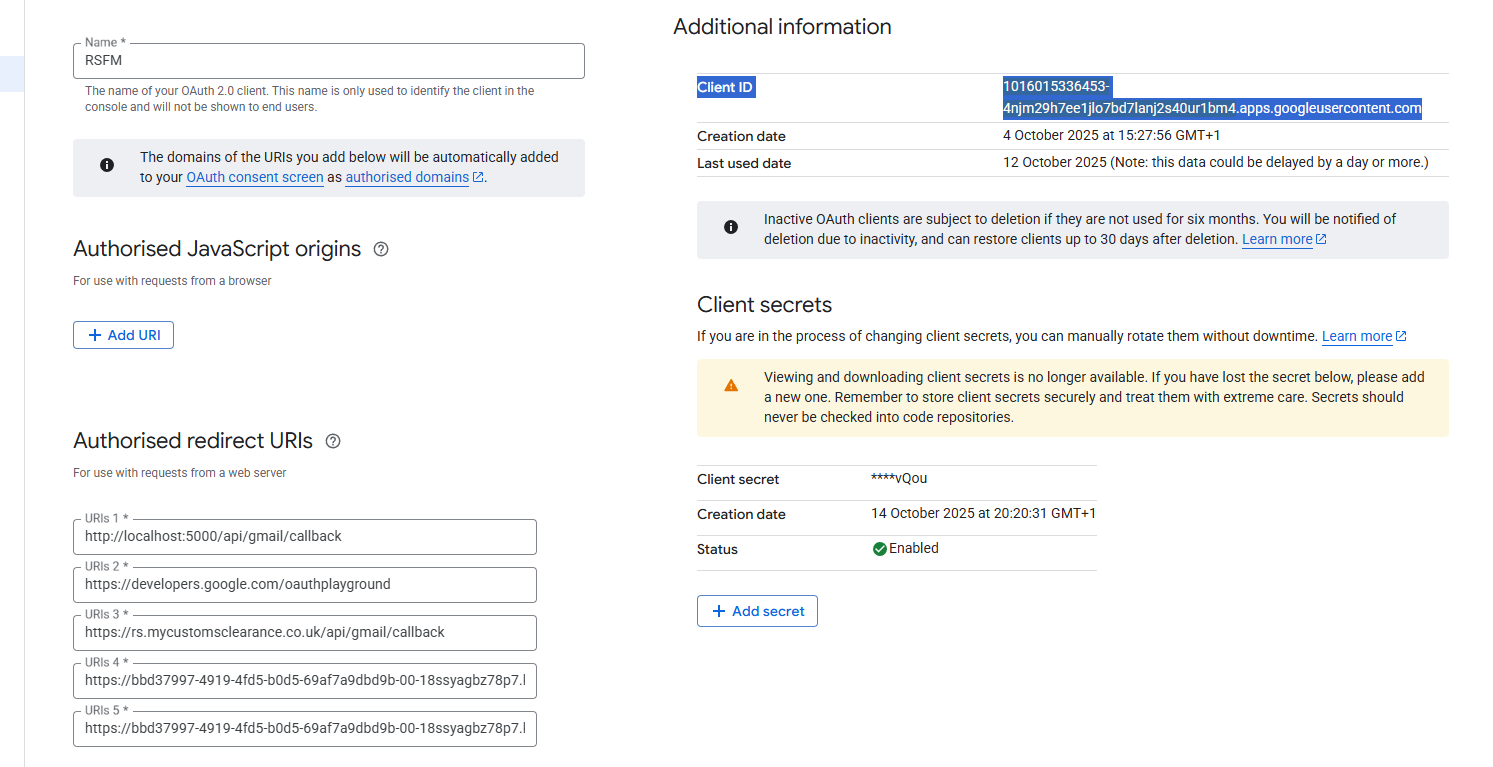 Name *
RSFM
The name of your OAuth 2.0 client. This name is only used to identify the client in the
console and will not be shown to end users.
The domains of the URIs you add below will be automatically added
to your OAuth consent screen as authorised domains.
Authorised JavaScript origins
For use with requests from a browser
+ Add URI
Authorised redirect URIs
For use with requests from a web server
URIs 1 *
http://localhost:5000/api/gmail/callback
URIs 2 *
https://developers.google.com/oauthplayground
URIs 3 *
https://rs.mycustomsclearance.co.uk/api/gmail/callback
URIs 4 *
https://bbd37997-4919-4fd5-b0d5-69af7a9dbd9b-00-18ssyagbz78p7.
URIs 5 *
https://bbd37997-4919-4fd5-b0d5-69af7a9dbd9b-00-18ssyagbz78p7.
Additional information
Client ID
1016015336453-
4njm29h7ee1jlo7bd7lanj2s40ur1bm4.apps.googleusercontent.com
Creation date
4 October 2025 at 15:27:56 GMT+1
Last used date
12 October 2025 (Note: this data could be delayed by a day or more.)
Inactive OAuth clients are subject to deletion if they are not used for six months. You will be notified of
deletion due to inactivity, and can restore clients up to 30 days after deletion. Learn more
Client secrets
If you are in the process of changing client secrets, you can manually rotate them without downtime. Learn more
Viewing and downloading client secrets is no longer available. If you have lost the secret below, please add
a new one. Remember to store client secrets securely and treat them with extreme care. Secrets should
never be checked into code repositories.
Client secret
****vQou
Creation date
14 October 2025 at 20:20:31 GMT+1
Status
Enabled
+ Add secret